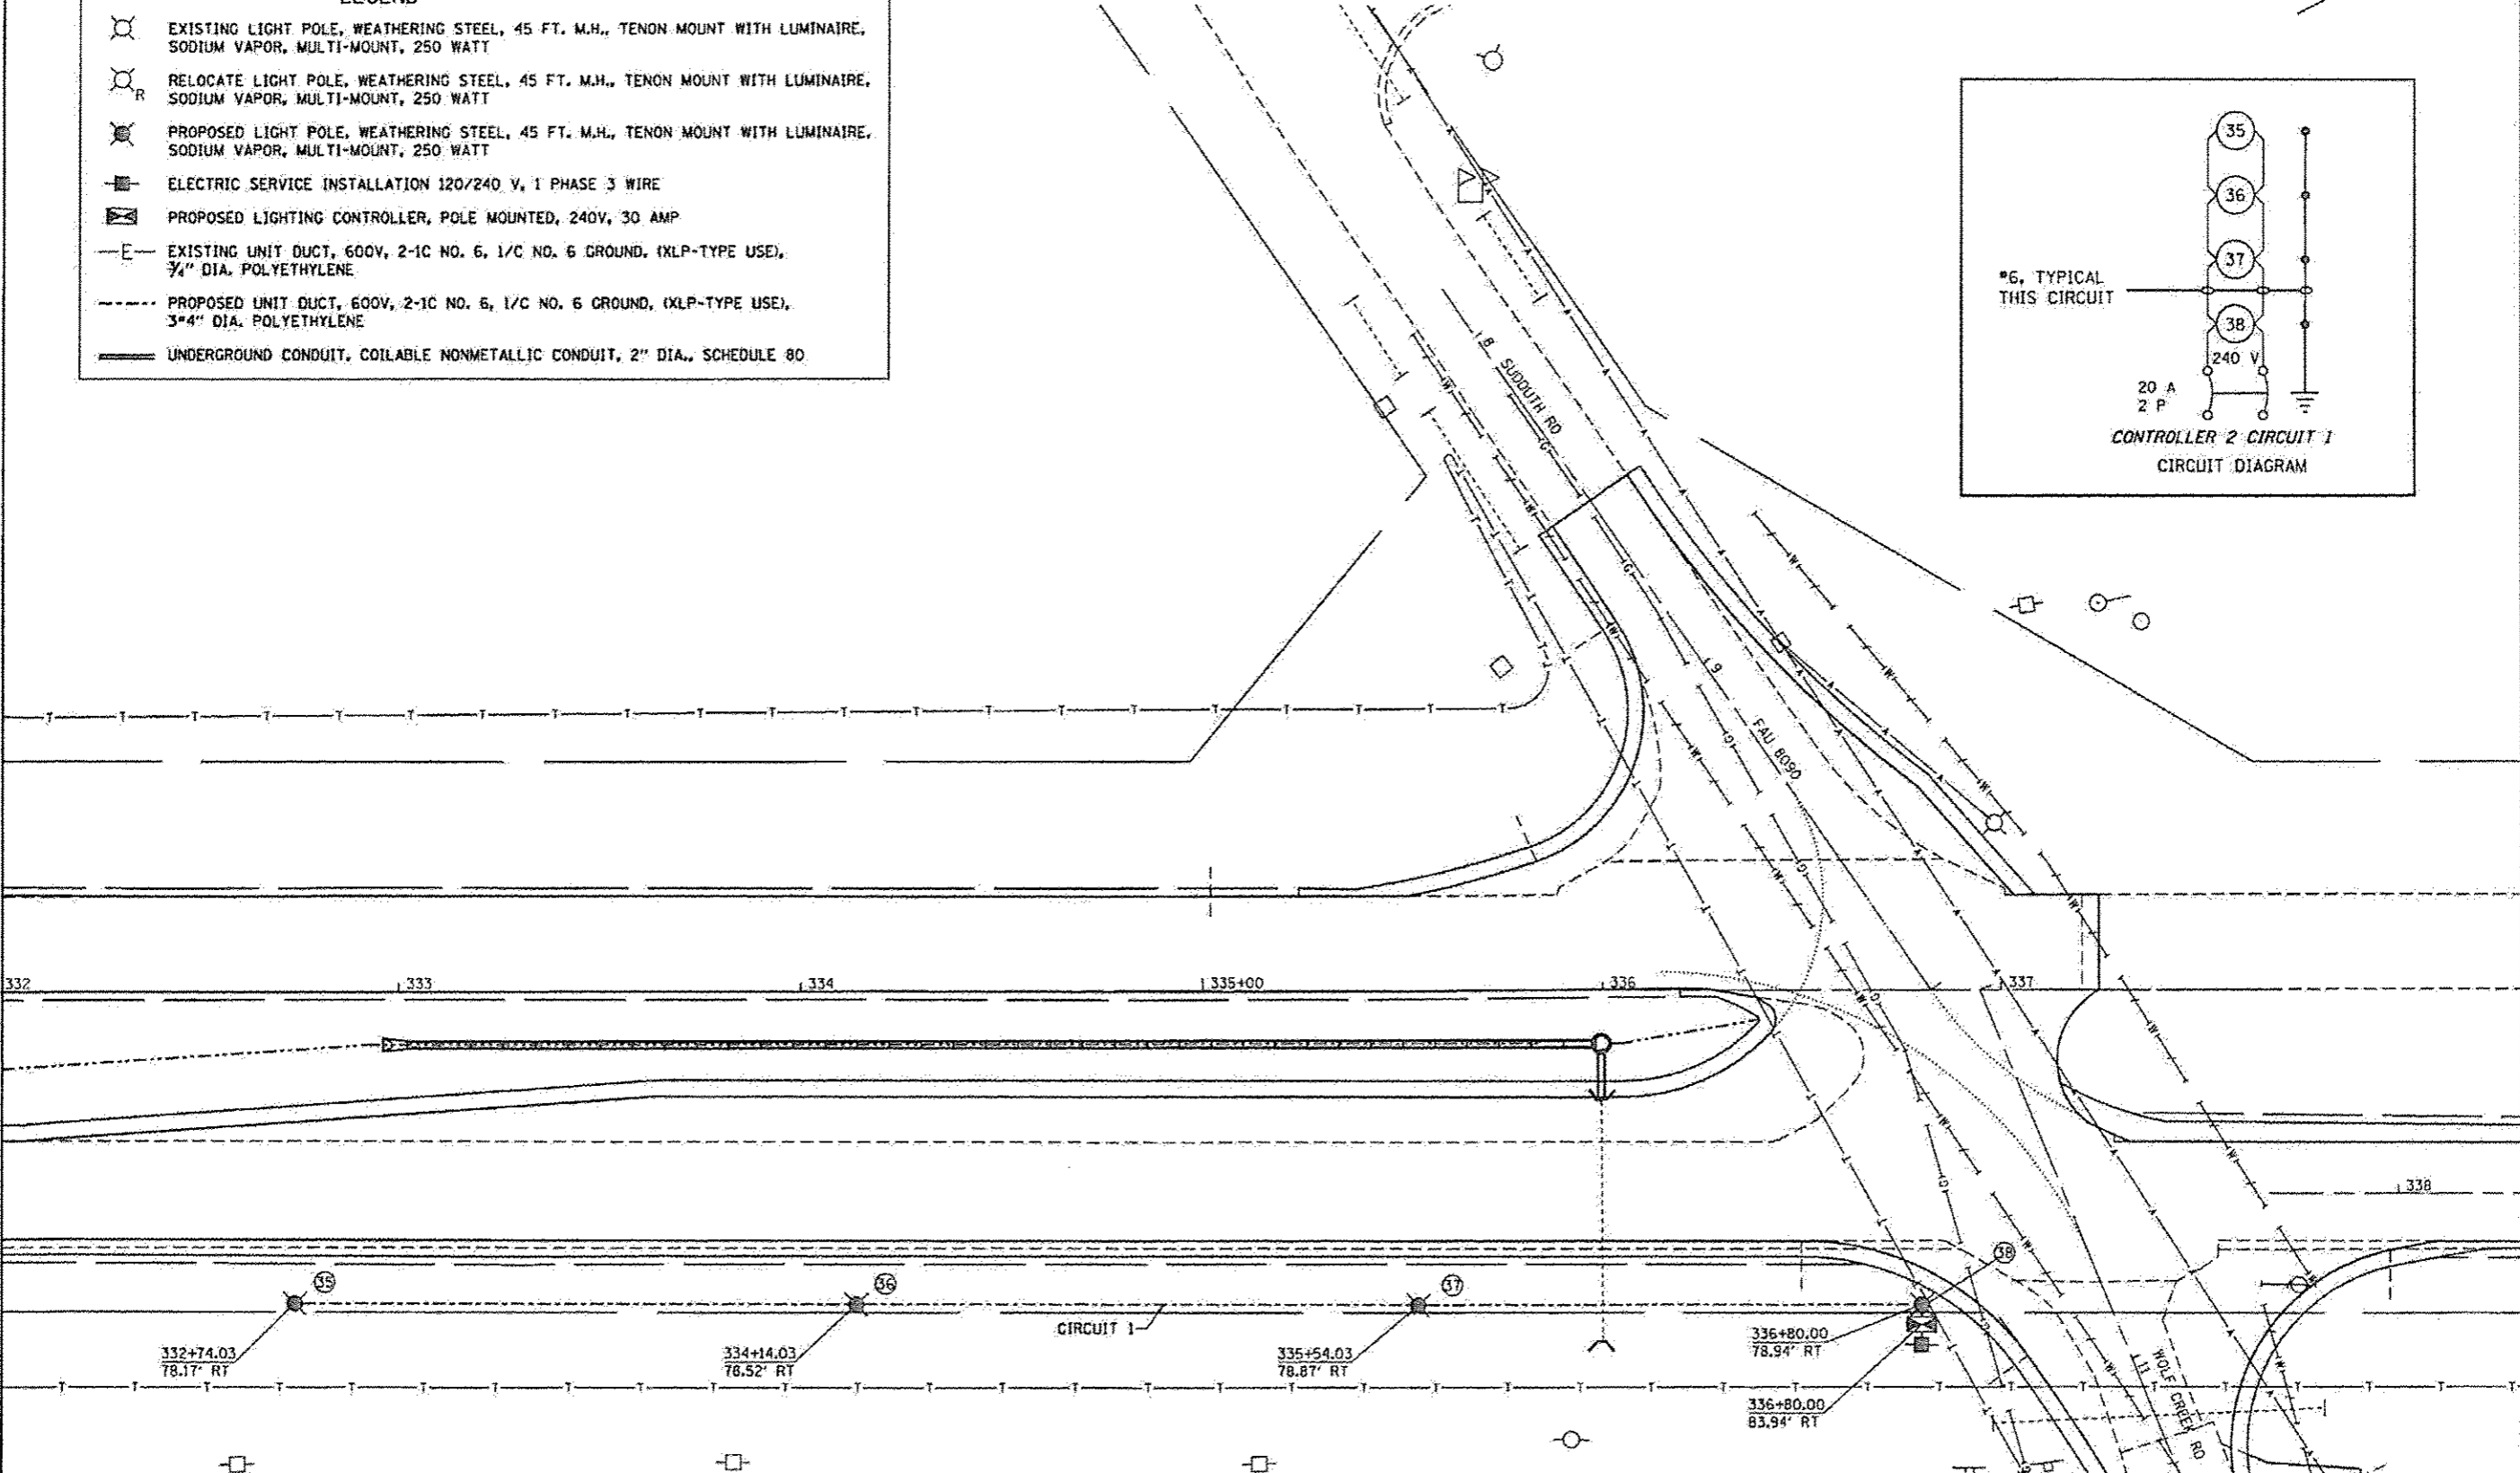 LEGEND
EXISTING LIGHT POLE, WEATHERING STEEL, 45 FT. M.H., TENON MOUNT WITH LUMINAIRE,
SODIUM VAPOR, MULTI-MOUNT, 250 WATT
R
RELOCATE LIGHT POLE, WEATHERING STEEL, 45 FT. M.H., TENON MOUNT WITH LUMINAIRE,
SODIUM VAPOR, MULTI-MOUNT, 250 WATT
PROPOSED LIGHT POLE, WEATHERING STEEL, 45 FT. M.H., TENON MOUNT WITH LUMINAIRE,
SODIUM VAPOR, MULTI-MOUNT, 250 WATT
ELECTRIC SERVICE INSTALLATION 120/240 V, 1 PHASE 3 WIRE
PROPOSED LIGHTING CONTROLLER, POLE MOUNTED, 240V, 30 AMP
E
EXISTING UNIT DUCT, 600V, 2-1C NO. 6, 1/C NO. 6 GROUND, (XLP-TYPE USE),
3/4" DIA. POLYETHYLENE
PROPOSED UNIT DUCT, 600V, 2-1C NO. 6, 1/C NO. 6 GROUND, (XLP-TYPE USE),
3"4" DIA. POLYETHYLENE
UNDERGROUND CONDUIT, COILABLE NONMETALLIC CONDUIT, 2" DIA., SCHEDULE 80
35
36
37
#6, TYPICAL
THIS CIRCUIT
38
240 V
20 A
2 P
CONTROLLER 2 CIRCUIT 1
CIRCUIT DIAGRAM
8
SUDDUTH RD
9
FAU 8090
332
333
334
335+00
336
337
338
35
36
37
38
CIRCUIT 1
332+74.03
78.17' RT
334+14.03
78.52' RT
335+54.03
78.87' RT
336+80.00
78.94' RT
336+80.00
83.94' RT
11
WOLF CREEK RD